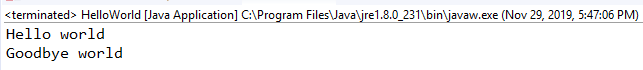 <terminated> HelloWorld [Java Application] C:\Program Files\Java\jre1.8.0_231\bin\javaw.exe (Nov 29, 2019, 5:47:06 PM)
Hello world
Goodbye world